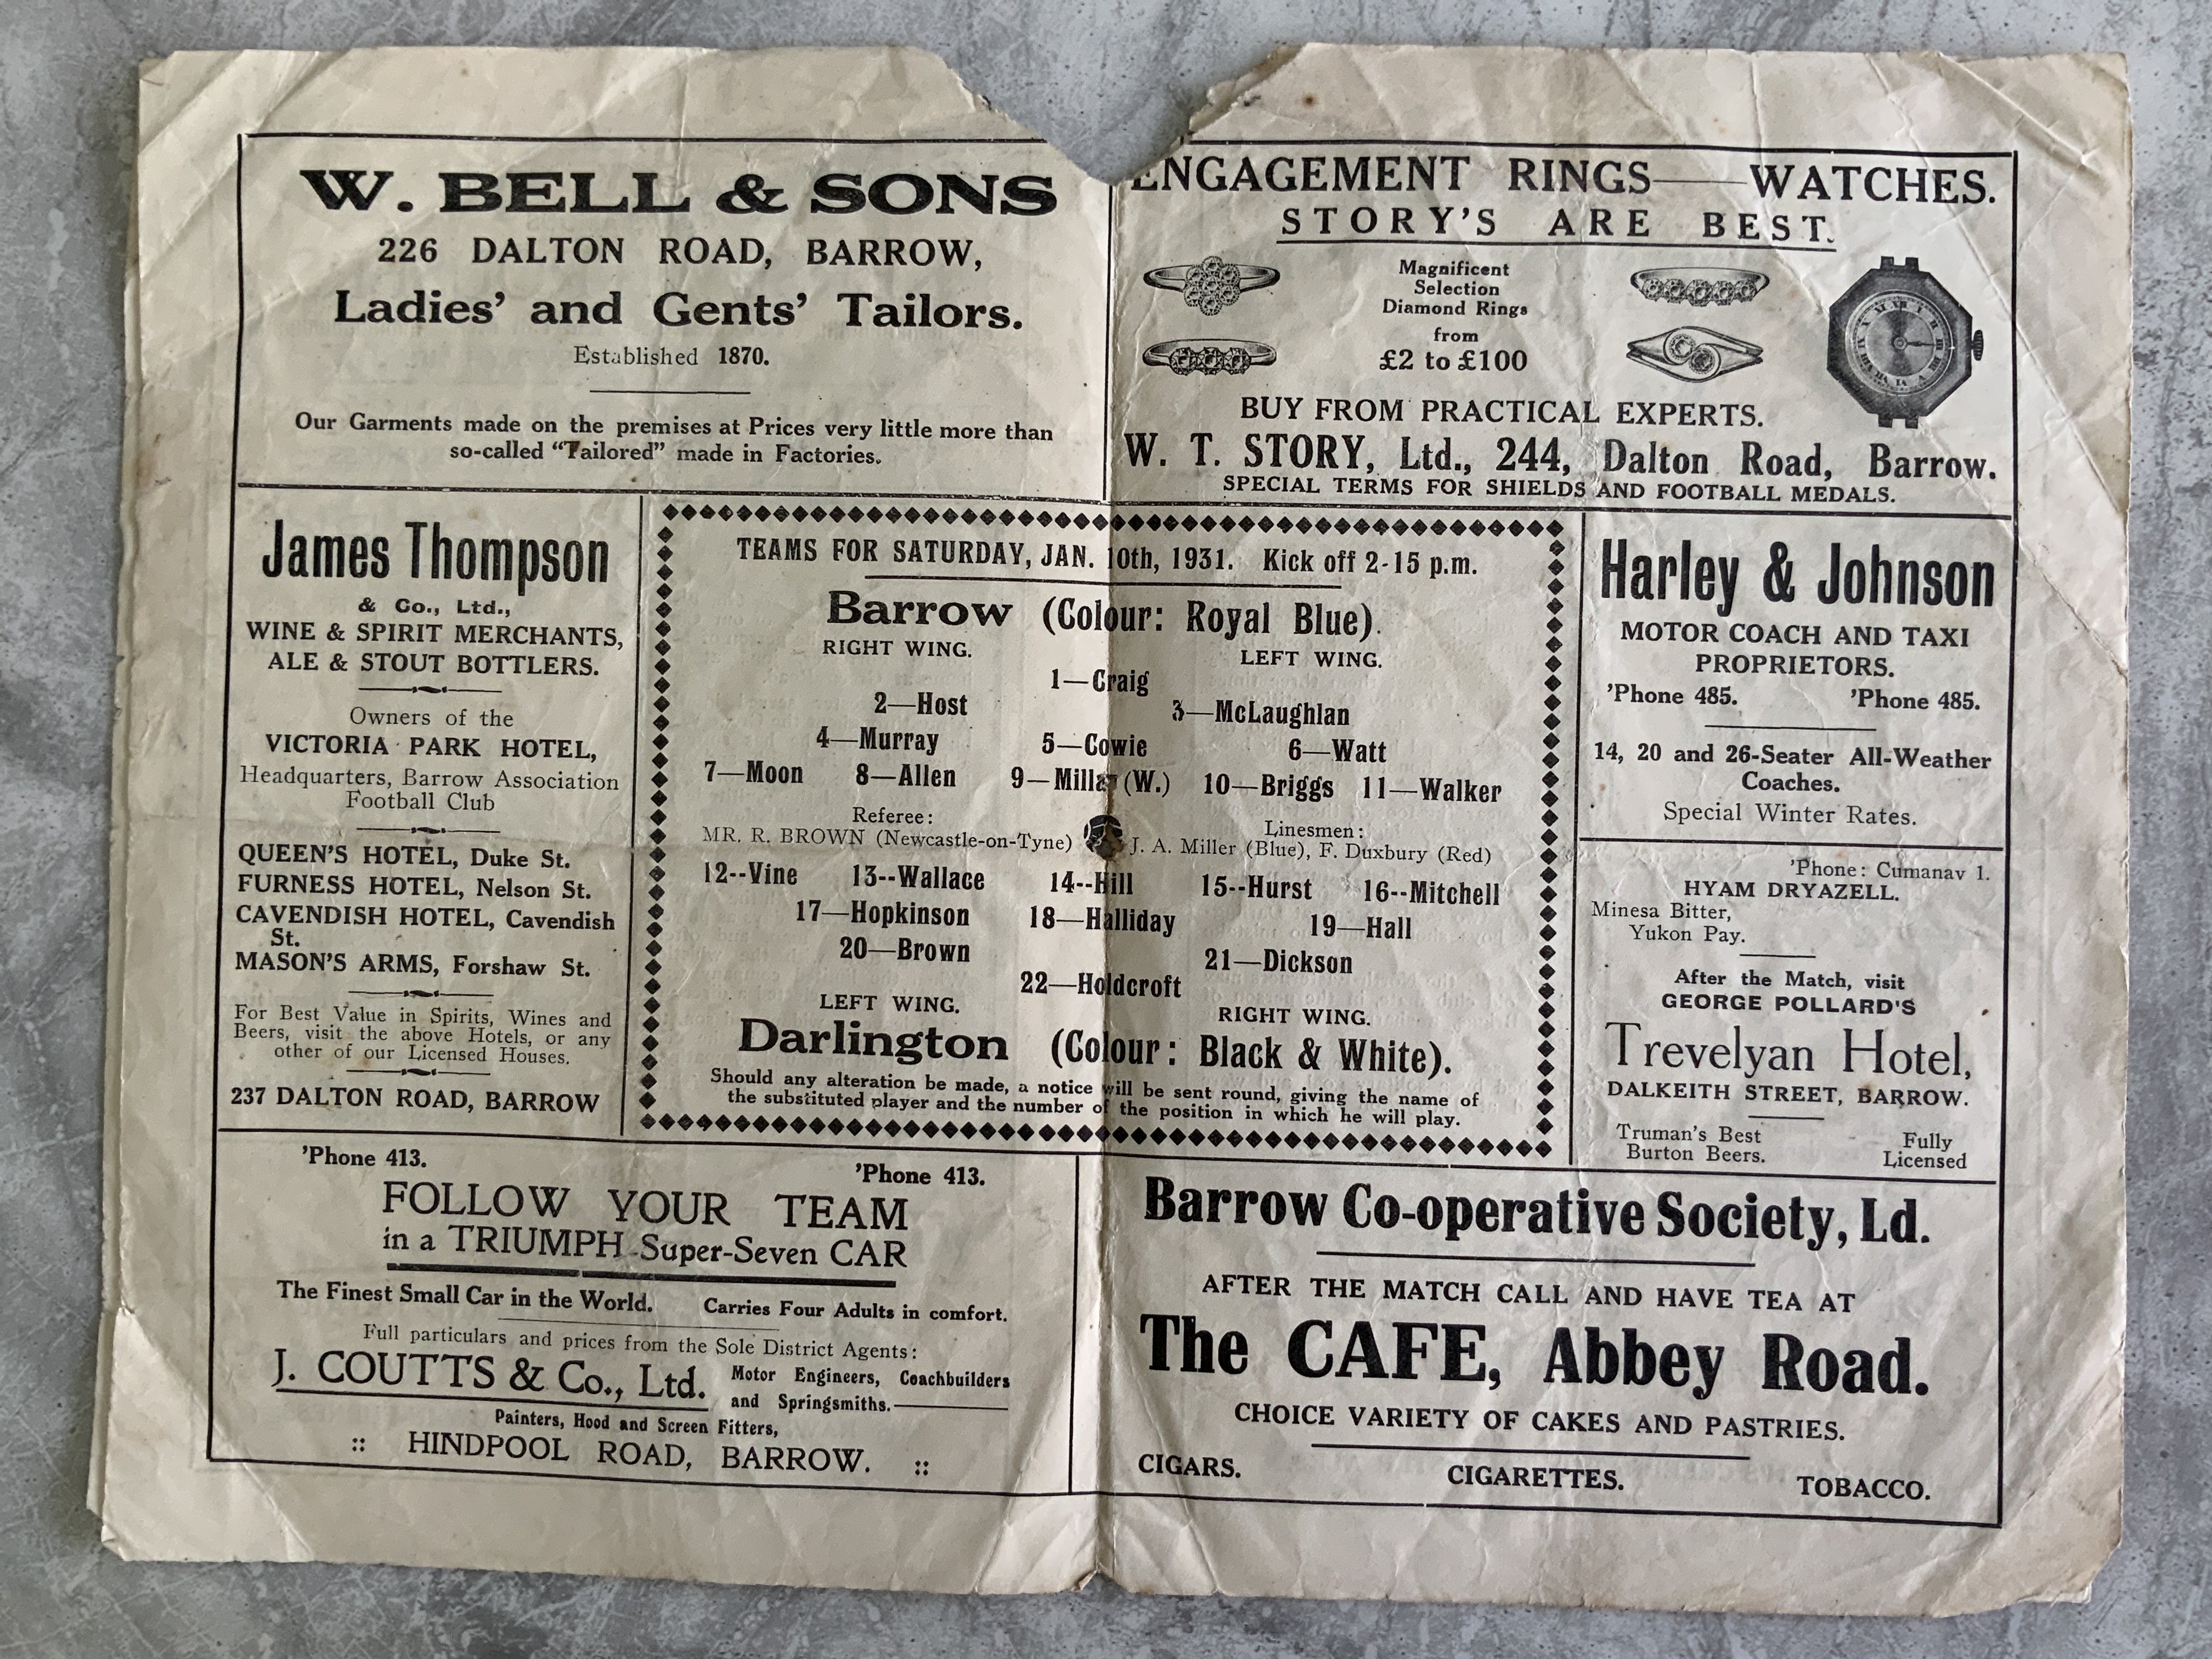 W. BELL & SONS
226 DALTON ROAD, BARROW,
Ladies' and Gents' Tailors.
Established 1870.
Our Garments made on the premises at Prices very little more than
so-called "Tailored" made in Factories.
ENGAGEMENT RINGS—WATCHES.
STORY'S ARE BEST.
Magnificent
Selection
Diamond Rings
from
£2 to £100
BUY FROM PRACTICAL EXPERTS.
W. T. STORY, Ltd., 244, Dalton Road, Barrow.
SPECIAL TERMS FOR SHIELDS AND FOOTBALL MEDALS.
James Thompson
& Co., Ltd.,
WINE & SPIRIT MERCHANTS,
ALE & STOUT BOTTLERS.
Owners of the
VICTORIA PARK HOTEL,
Headquarters, Barrow Association
Football Club
QUEEN'S HOTEL, Duke St.
FURNESS HOTEL, Nelson St.
CAVENDISH HOTEL, Cavendish
St.
MASON'S ARMS, Forshaw St.
For Best Value in Spirits, Wines and
Beers, visit the above Hotels, or any
other of our Licensed Houses.
237 DALTON ROAD, BARROW
TEAMS FOR SATURDAY, JAN. 10th, 1931. Kick off 2-15 p.m.
Barrow (Colour: Royal Blue).
RIGHT WING. LEFT WING.
1—Craig
2—Host 3—McLaughlan
4—Murray 5—Cowie 6—Watt
7—Moon 8—Allen 9—Millar (W.) 10—Briggs 11—Walker
Referee: Linesmen:
MR. R. BROWN (Newcastle-on-Tyne) J. A. Miller (Blue), F. Duxbury (Red)
12--Vine 13--Wallace 14--Hill 15--Hurst 16--Mitchell
17—Hopkinson 18—Halliday 19—Hall
20—Brown 21—Dickson
22—Holdcroft
LEFT WING. RIGHT WING.
Darlington (Colour: Black & White).
Should any alteration be made, a notice will be sent round, giving the name of
the substituted player and the number of the position in which he will play.
Harley & Johnson
MOTOR COACH AND TAXI
PROPRIETORS.
'Phone 485. 'Phone 485.
14, 20 and 26-Seater All-Weather
Coaches.
Special Winter Rates.
'Phone: Cumanav 1.
HYAM DRYAZELL.
Minesa Bitter,
Yukon Pay.
After the Match, visit
GEORGE POLLARD'S
Trevelyan Hotel,
DALKEITH STREET, BARROW.
Truman's Best Fully
Burton Beers. Licensed
'Phone 413. 'Phone 413.
FOLLOW YOUR TEAM
in a TRIUMPH Super-Seven CAR
The Finest Small Car in the World. Carries Four Adults in comfort.
Full particulars and prices from the Sole District Agents:
J. COUTTS & Co., Ltd. Motor Engineers, Coachbuilders
and Springsmiths.
Painters, Hood and Screen Fitters,
:: HINDPOOL ROAD, BARROW. ::
Barrow Co-operative Society, Ld.
AFTER THE MATCH CALL AND HAVE TEA AT
The CAFE, Abbey Road.
CHOICE VARIETY OF CAKES AND PASTRIES.
CIGARS. CIGARETTES. TOBACCO.